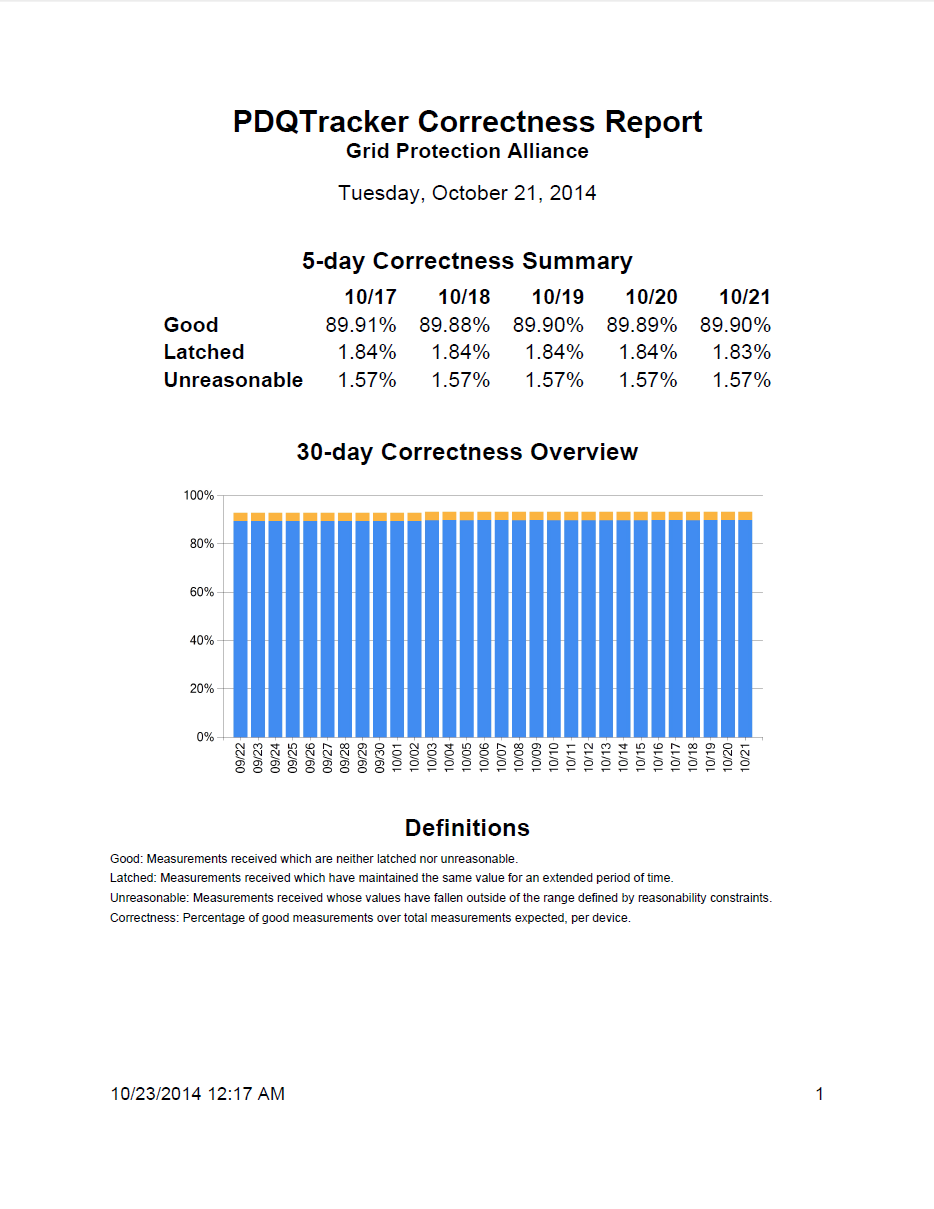 PDQTracker Correctness Report
Grid Protection Alliance
Tuesday, October 21, 2014
5-day Correctness Summary
10/17 10/18 10/19 10/20 10/21
Good 89.91% 89.88% 89.90% 89.89% 89.90%
Latched 1.84% 1.84% 1.84% 1.84% 1.83%
Unreasonable 1.57% 1.57% 1.57% 1.57% 1.57%
30-day Correctness Overview
100%
80%
60%
40%
20%
0%
09/22 09/23 09/24 09/25 09/26 09/27 09/28 09/29 09/30 10/01 10/02 10/03 10/04 10/05 10/06 10/07 10/08 10/09 10/10 10/11 10/12 10/13 10/14 10/15 10/16 10/17 10/18 10/19 10/20 10/21
Definitions
Good: Measurements received which are neither latched nor unreasonable.
Latched: Measurements received which have maintained the same value for an extended period of time.
Unreasonable: Measurements received whose values have fallen outside of the range defined by reasonability constraints.
Correctness: Percentage of good measurements over total measurements expected, per device.
10/23/2014 12:17 AM 1